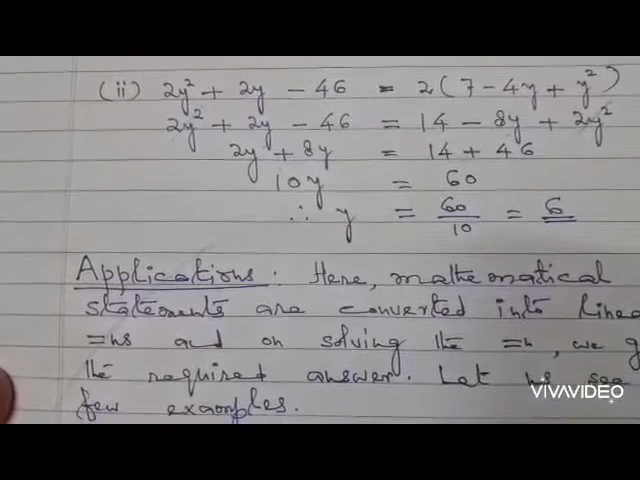 (ii) 2y² + 2y - 46 = 2(7 - 4y + y²)
2y² + 2y - 46 = 14 - 8y + 2y²
2y + 8y = 14 + 46
10y = 60
∴ y = 60/10 = 6
Applications. Here, mathematical
statements are converted into linea
=ns and on solving the =n, we g
the required answer. Let us see
few examples.
VIVAVIDEO